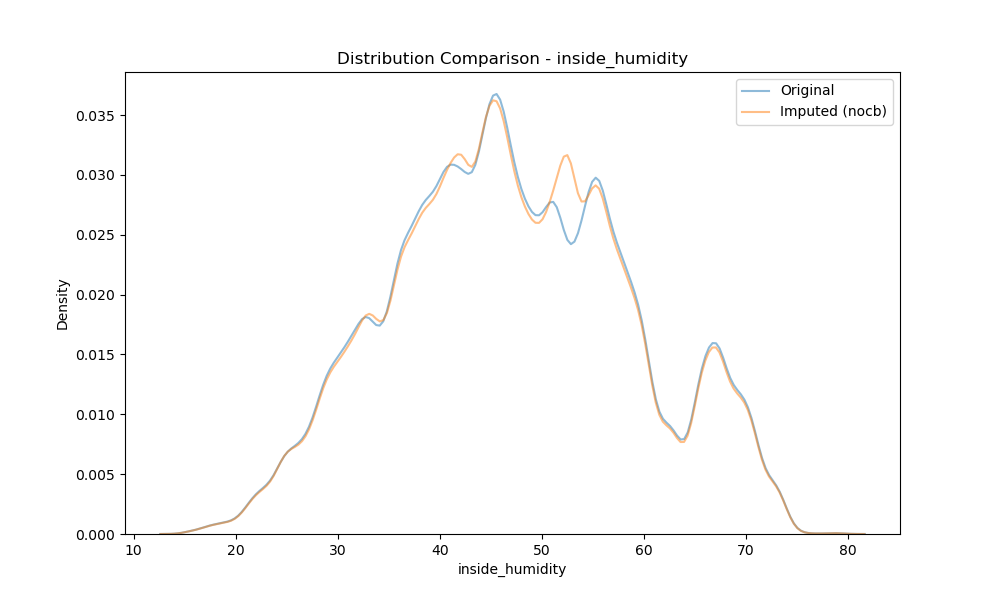 Distribution Comparison - inside_humidity
Original
Imputed (nocb)
Density
0.035
0.030
0.025
0.020
0.015
0.010
0.005
0.000
10 20 30 40 50 60 70 80
inside_humidity